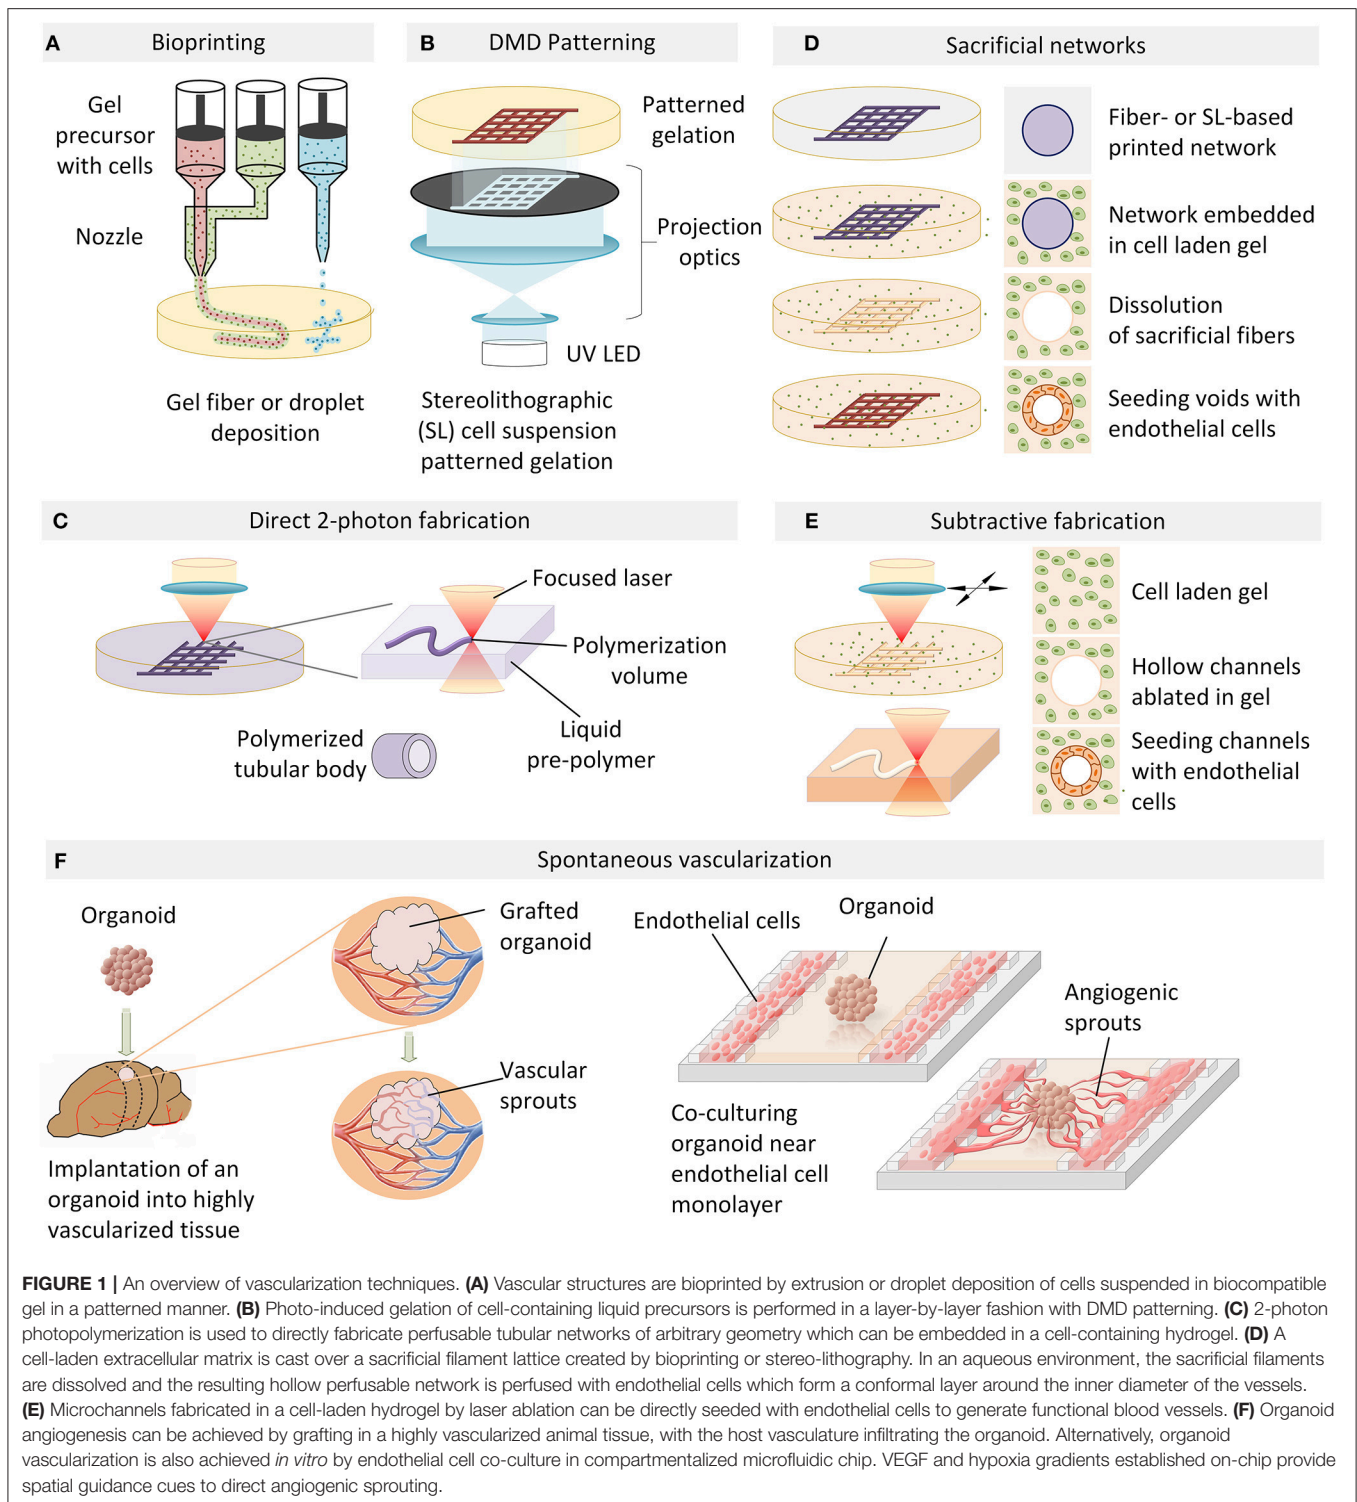 A Bioprinting
Gel
precursor
with cells
Nozzle
Gel fiber or droplet
deposition
B DMD Patterning
Patterned
gelation
Projection
optics
UV LED
Stereolithographic
(SL) cell suspension
patterned gelation
D Sacrificial networks
Fiber- or SL-based
printed network
Network embedded
in cell laden gel
Dissolution
of sacrificial fibers
Seeding voids with
endothelial cells
C Direct 2-photon fabrication
Focused laser
Polymerization
volume
Liquid
pre-polymer
Polymerized
tubular body
E Subtractive fabrication
Cell laden gel
Hollow channels
ablated in gel
Seeding channels
with endothelial
cells
F Spontaneous vascularization
Organoid
Implantation of an
organoid into highly
vascularized tissue
Grafted
organoid
Vascular
sprouts
Endothelial cells
Organoid
Angiogenic
sprouts
Co-culturing
organoid near
endothelial cell
monolayer
FIGURE 1 | An overview of vascularization techniques. (A) Vascular structures are bioprinted by extrusion or droplet deposition of cells suspended in biocompatible
gel in a patterned manner. (B) Photo-induced gelation of cell-containing liquid precursors is performed in a layer-by-layer fashion with DMD patterning. (C) 2-photon
photopolymerization is used to directly fabricate perfusable tubular networks of arbitrary geometry which can be embedded in a cell-containing hydrogel. (D) A
cell-laden extracellular matrix is cast over a sacrificial filament lattice created by bioprinting or stereo-lithography. In an aqueous environment, the sacrificial filaments
are dissolved and the resulting hollow perfusable network is perfused with endothelial cells which form a conformal layer around the inner diameter of the vessels.
(E) Microchannels fabricated in a cell-laden hydrogel by laser ablation can be directly seeded with endothelial cells to generate functional blood vessels. (F) Organoid
angiogenesis can be achieved by grafting in a highly vascularized animal tissue, with the host vasculature infiltrating the organoid. Alternatively, organoid
vascularization is also achieved in vitro by endothelial cell co-culture in compartmentalized microfluidic chip. VEGF and hypoxia gradients established on-chip provide
spatial guidance cues to direct angiogenic sprouting.